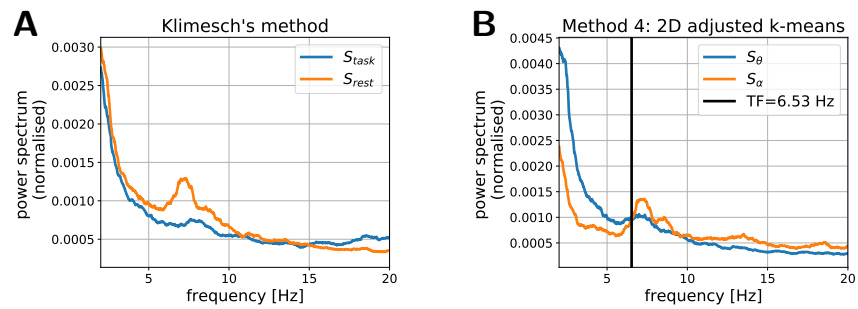 A
Klimesch's method
0.0030
0.0025
0.0020
0.0015
0.0010
0.0005
power spectrum
(normalised)
S_task
S_rest
5 10 15 20
frequency [Hz]
B
Method 4: 2D adjusted k-means
0.0045
0.0040
0.0035
0.0030
0.0025
0.0020
0.0015
0.0010
0.0005
power spectrum
(normalised)
S_θ
S_α
TF=6.53 Hz
5 10 15 20
frequency [Hz]